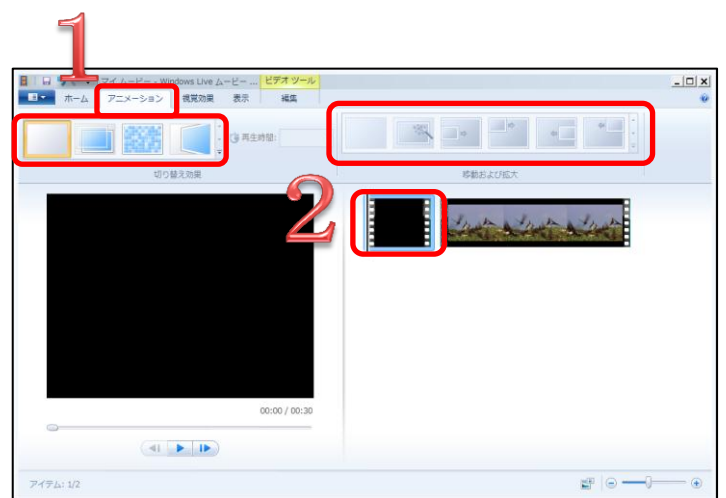 1
マイ ムービー - Windows Live ムービー ... ビデオ ツール
ホーム アニメーション 視覚効果 表示 編集
再生時間:
切り替え効果 移動および拡大
2
00:00 / 00:30
アイテム: 1/2